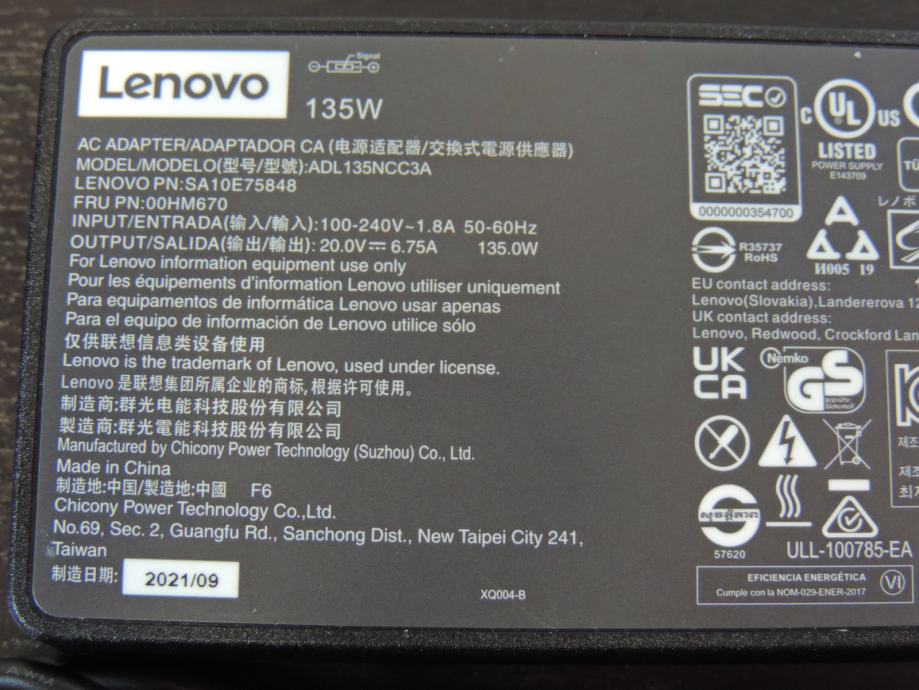 Lenovo
Signal
135W
AC ADAPTER/ADAPTADOR CA (电源适配器/交換式電源供應器)
MODEL/MODELO(型号/型號):ADL135NCC3A
LENOVO PN:SA10E75848
FRU PN:00HM670
INPUT/ENTRADA(输入/輸入):100-240V~1.8A 50-60Hz
OUTPUT/SALIDA(输出/輸出): 20.0V⎓ 6.75A 135.0W
For Lenovo information equipment use only
Pour les équipements d'information Lenovo utiliser uniquement
Para equipamentos de informática Lenovo usar apenas
Para el equipo de información de Lenovo utilice sólo
仅供联想信息类设备使用
Lenovo is the trademark of Lenovo, used under license.
Lenovo 是联想集团所属企业的商标,根据许可使用。
制造商:群光电能科技股份有限公司
製造商:群光電能科技股份有限公司
Manufactured by Chicony Power Technology (Suzhou) Co., Ltd.
Made in China
制造地:中国/製造地:中國 F6
Chicony Power Technology Co.,Ltd.
No.69, Sec. 2, Guangfu Rd., Sanchong Dist., New Taipei City 241,
Taiwan
制造日期: 2021/09
XQ004-B
SEC
0000000354700
C UL US
LISTED
POWER SUPPLY
E143709
レノボ
R35737
RoHS
И005 19
EU contact address:
Lenovo(Slovakia),Landererova 12
UK contact address:
Lenovo, Redwood, Crockford Lan
UK
CA
Nemko
GS
geprüfte
Sicherheit
57620
ULL-100785-EA
EFICIENCIA ENERGÉTICA
Cumple con la NOM-029-ENER-2017
VI
AWM